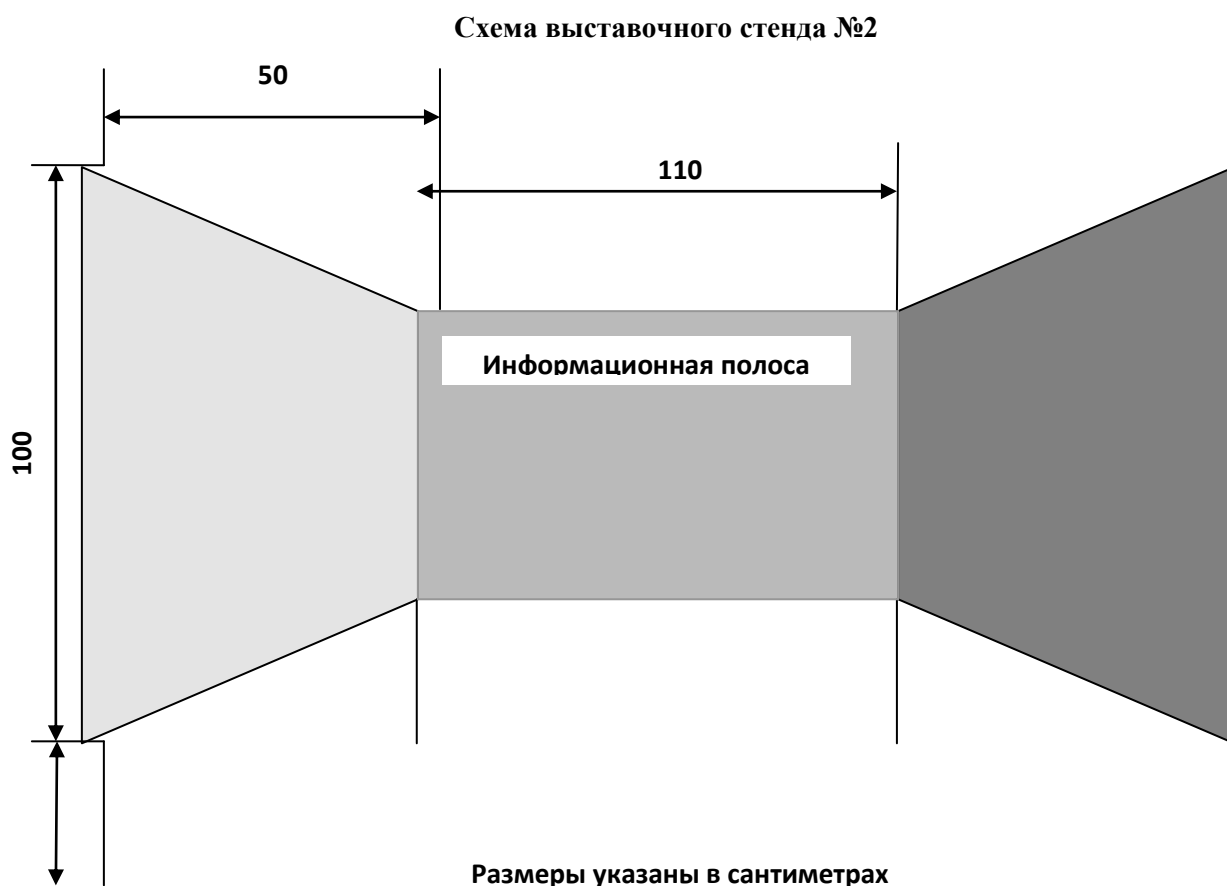 Схема выставочного стенда №2
50
110
Информационная полоса
100
Размеры указаны в сантиметрах